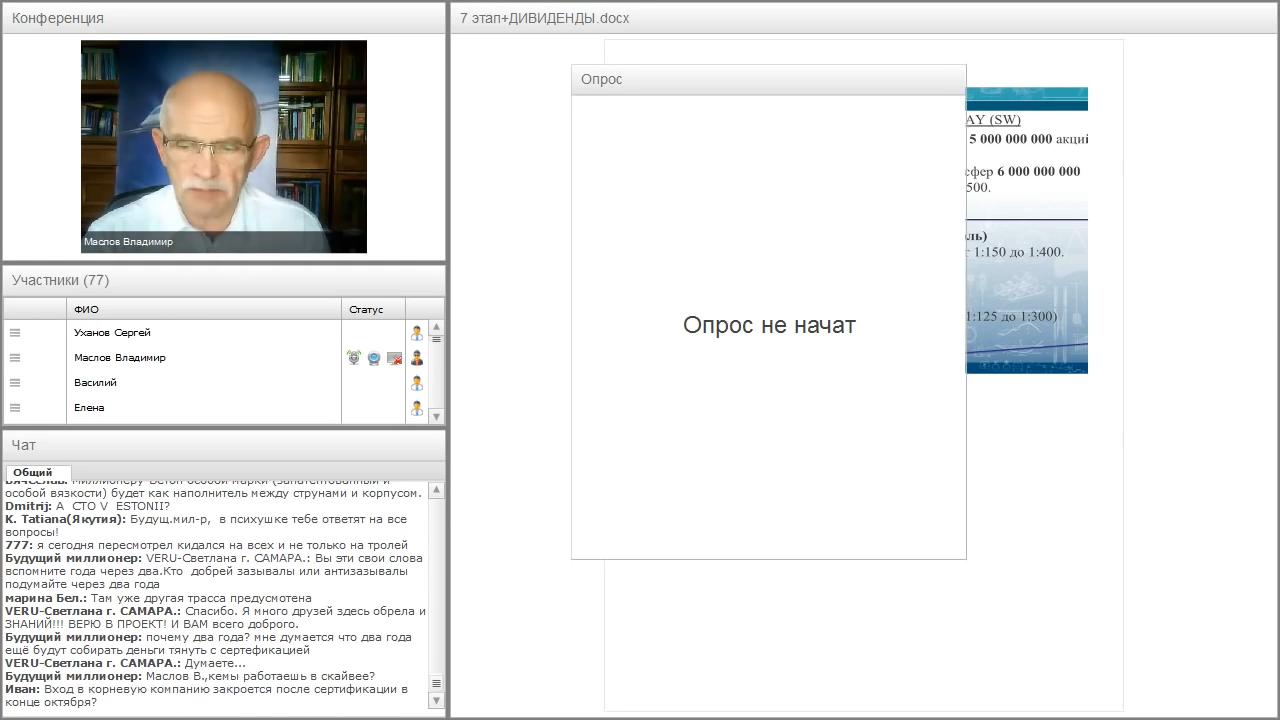 Конференция
Маслов Владимир
Участники (77)
ФИО
Статус
Уханов Сергей
Маслов Владимир
Василий
Елена
Чат
Общий
особой вязкости) будет как наполнитель между струнами и корпусом.
Dmitrij: А СТО V ESTONII?
K. Tatiana(Якутия): Будущ.мил-р, в психушке тебе ответят на все
вопросы!
777: я сегодня пересмотрел кидался на всех и не только на тролей
Будущий миллионер: VERU-Светлана г. САМАРА.: Вы эти свои слова
вспомните года через два.Кто добрей зазывалы или антизазывалы
подумайте через два года
марина Бел.: Там уже другая трасса предусмотена
VERU-Светлана г. САМАРА.: Спасибо. Я много друзей здесь обрела и
ЗНАНИЙ!!! ВЕРЮ В ПРОЕКТ! И ВАМ всего доброго.
Будущий миллионер: почему два года? мне думается что два года
ещё будут собирать деньги тянуть с сертефикацией
VERU-Светлана г. САМАРА.: Думаете...
Будущий миллионер: Маслов В.,кемы работаешь в скайвее?
Иван: Вход в корневую компанию закроется после сертификации в
конце октября?
7 этап+ДИВИДЕНДЫ.docx
Опрос
Опрос не начат
AY (SW)
5 000 000 000 акций
сфер 6 000 000 000
500.
ль)
1:150 до 1:400.
1:125 до 1:300)